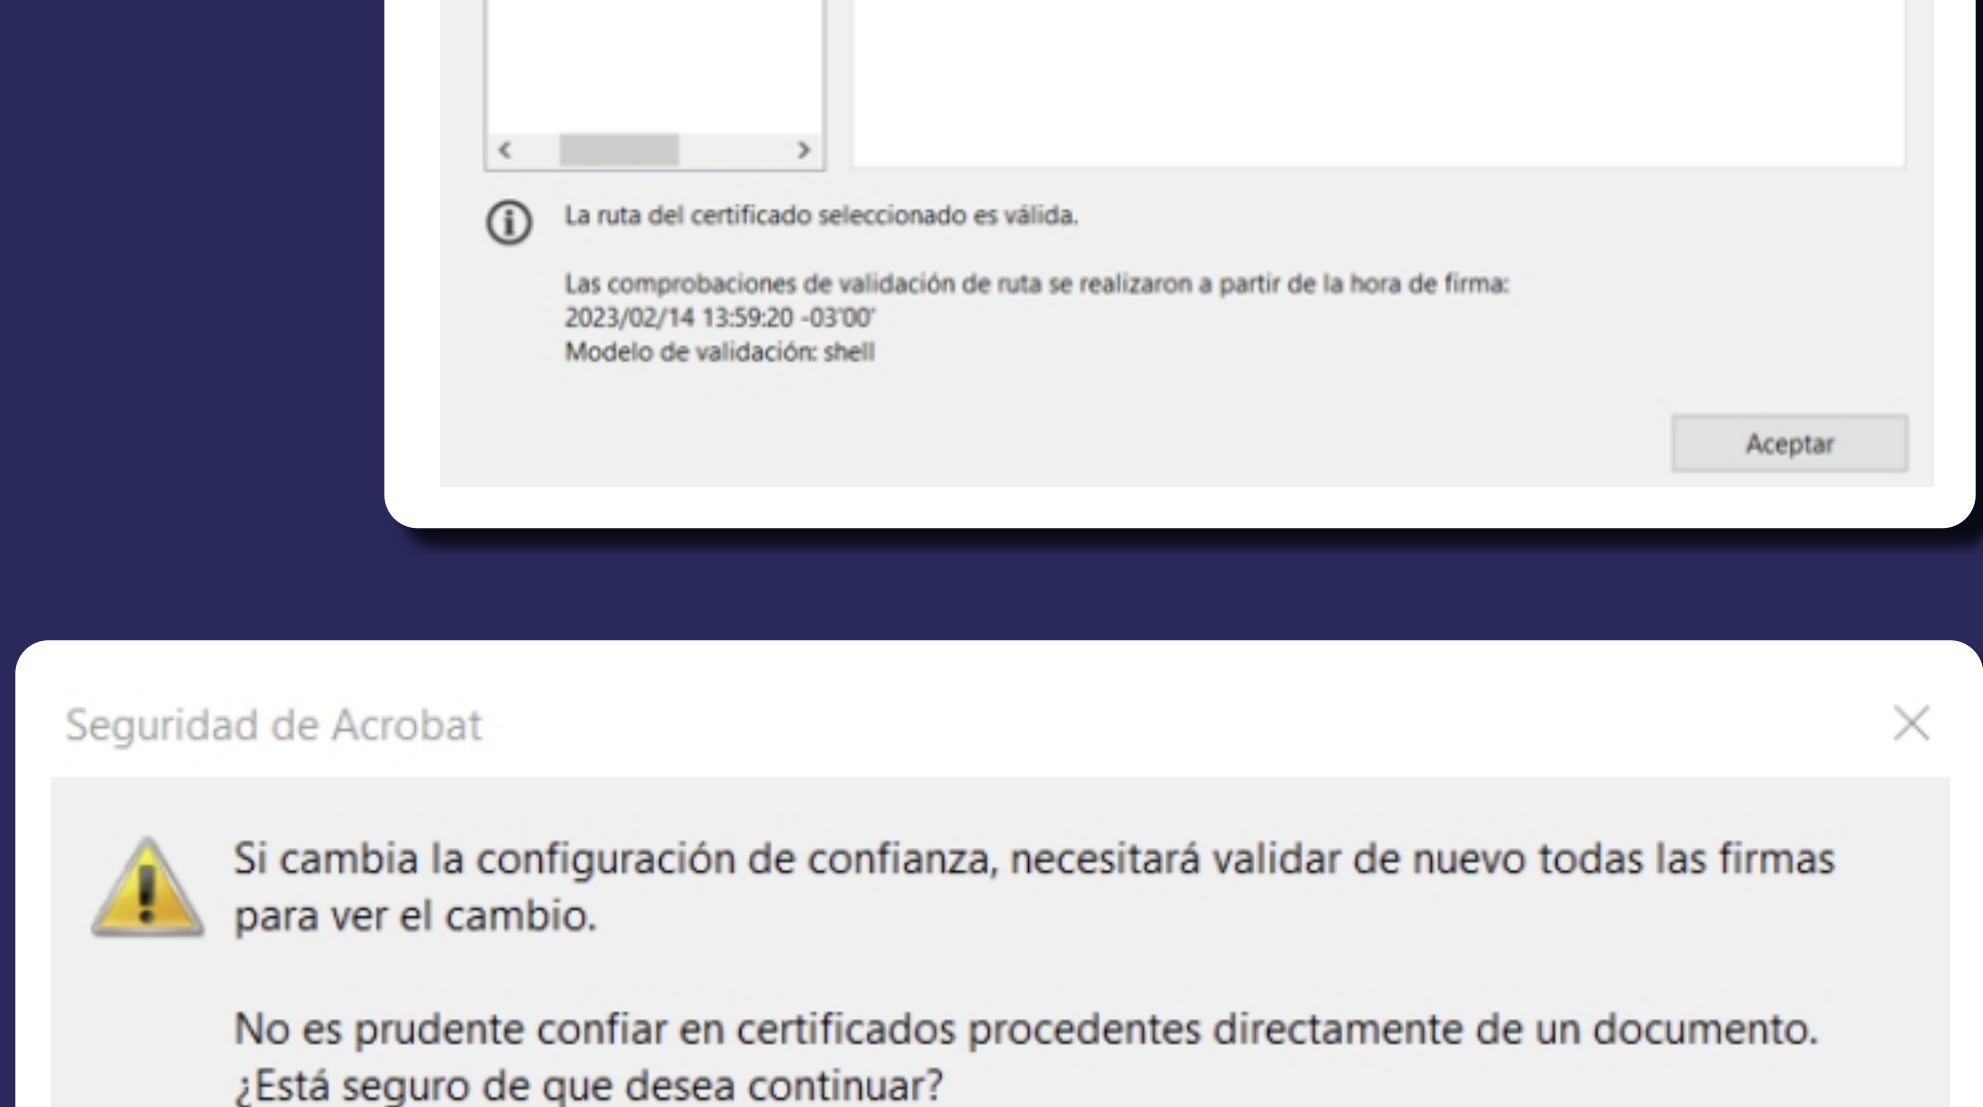 La ruta del certificado seleccionado es válida.
Las comprobaciones de validación de ruta se realizaron a partir de la hora de firma:
2023/02/14 13:59:20 -03'00'
Modelo de validación: shell
Aceptar
Seguridad de Acrobat
Si cambia la configuración de confianza, necesitará validar de nuevo todas las firmas
para ver el cambio.
No es prudente confiar en certificados procedentes directamente de un documento.
¿Está seguro de que desea continuar?